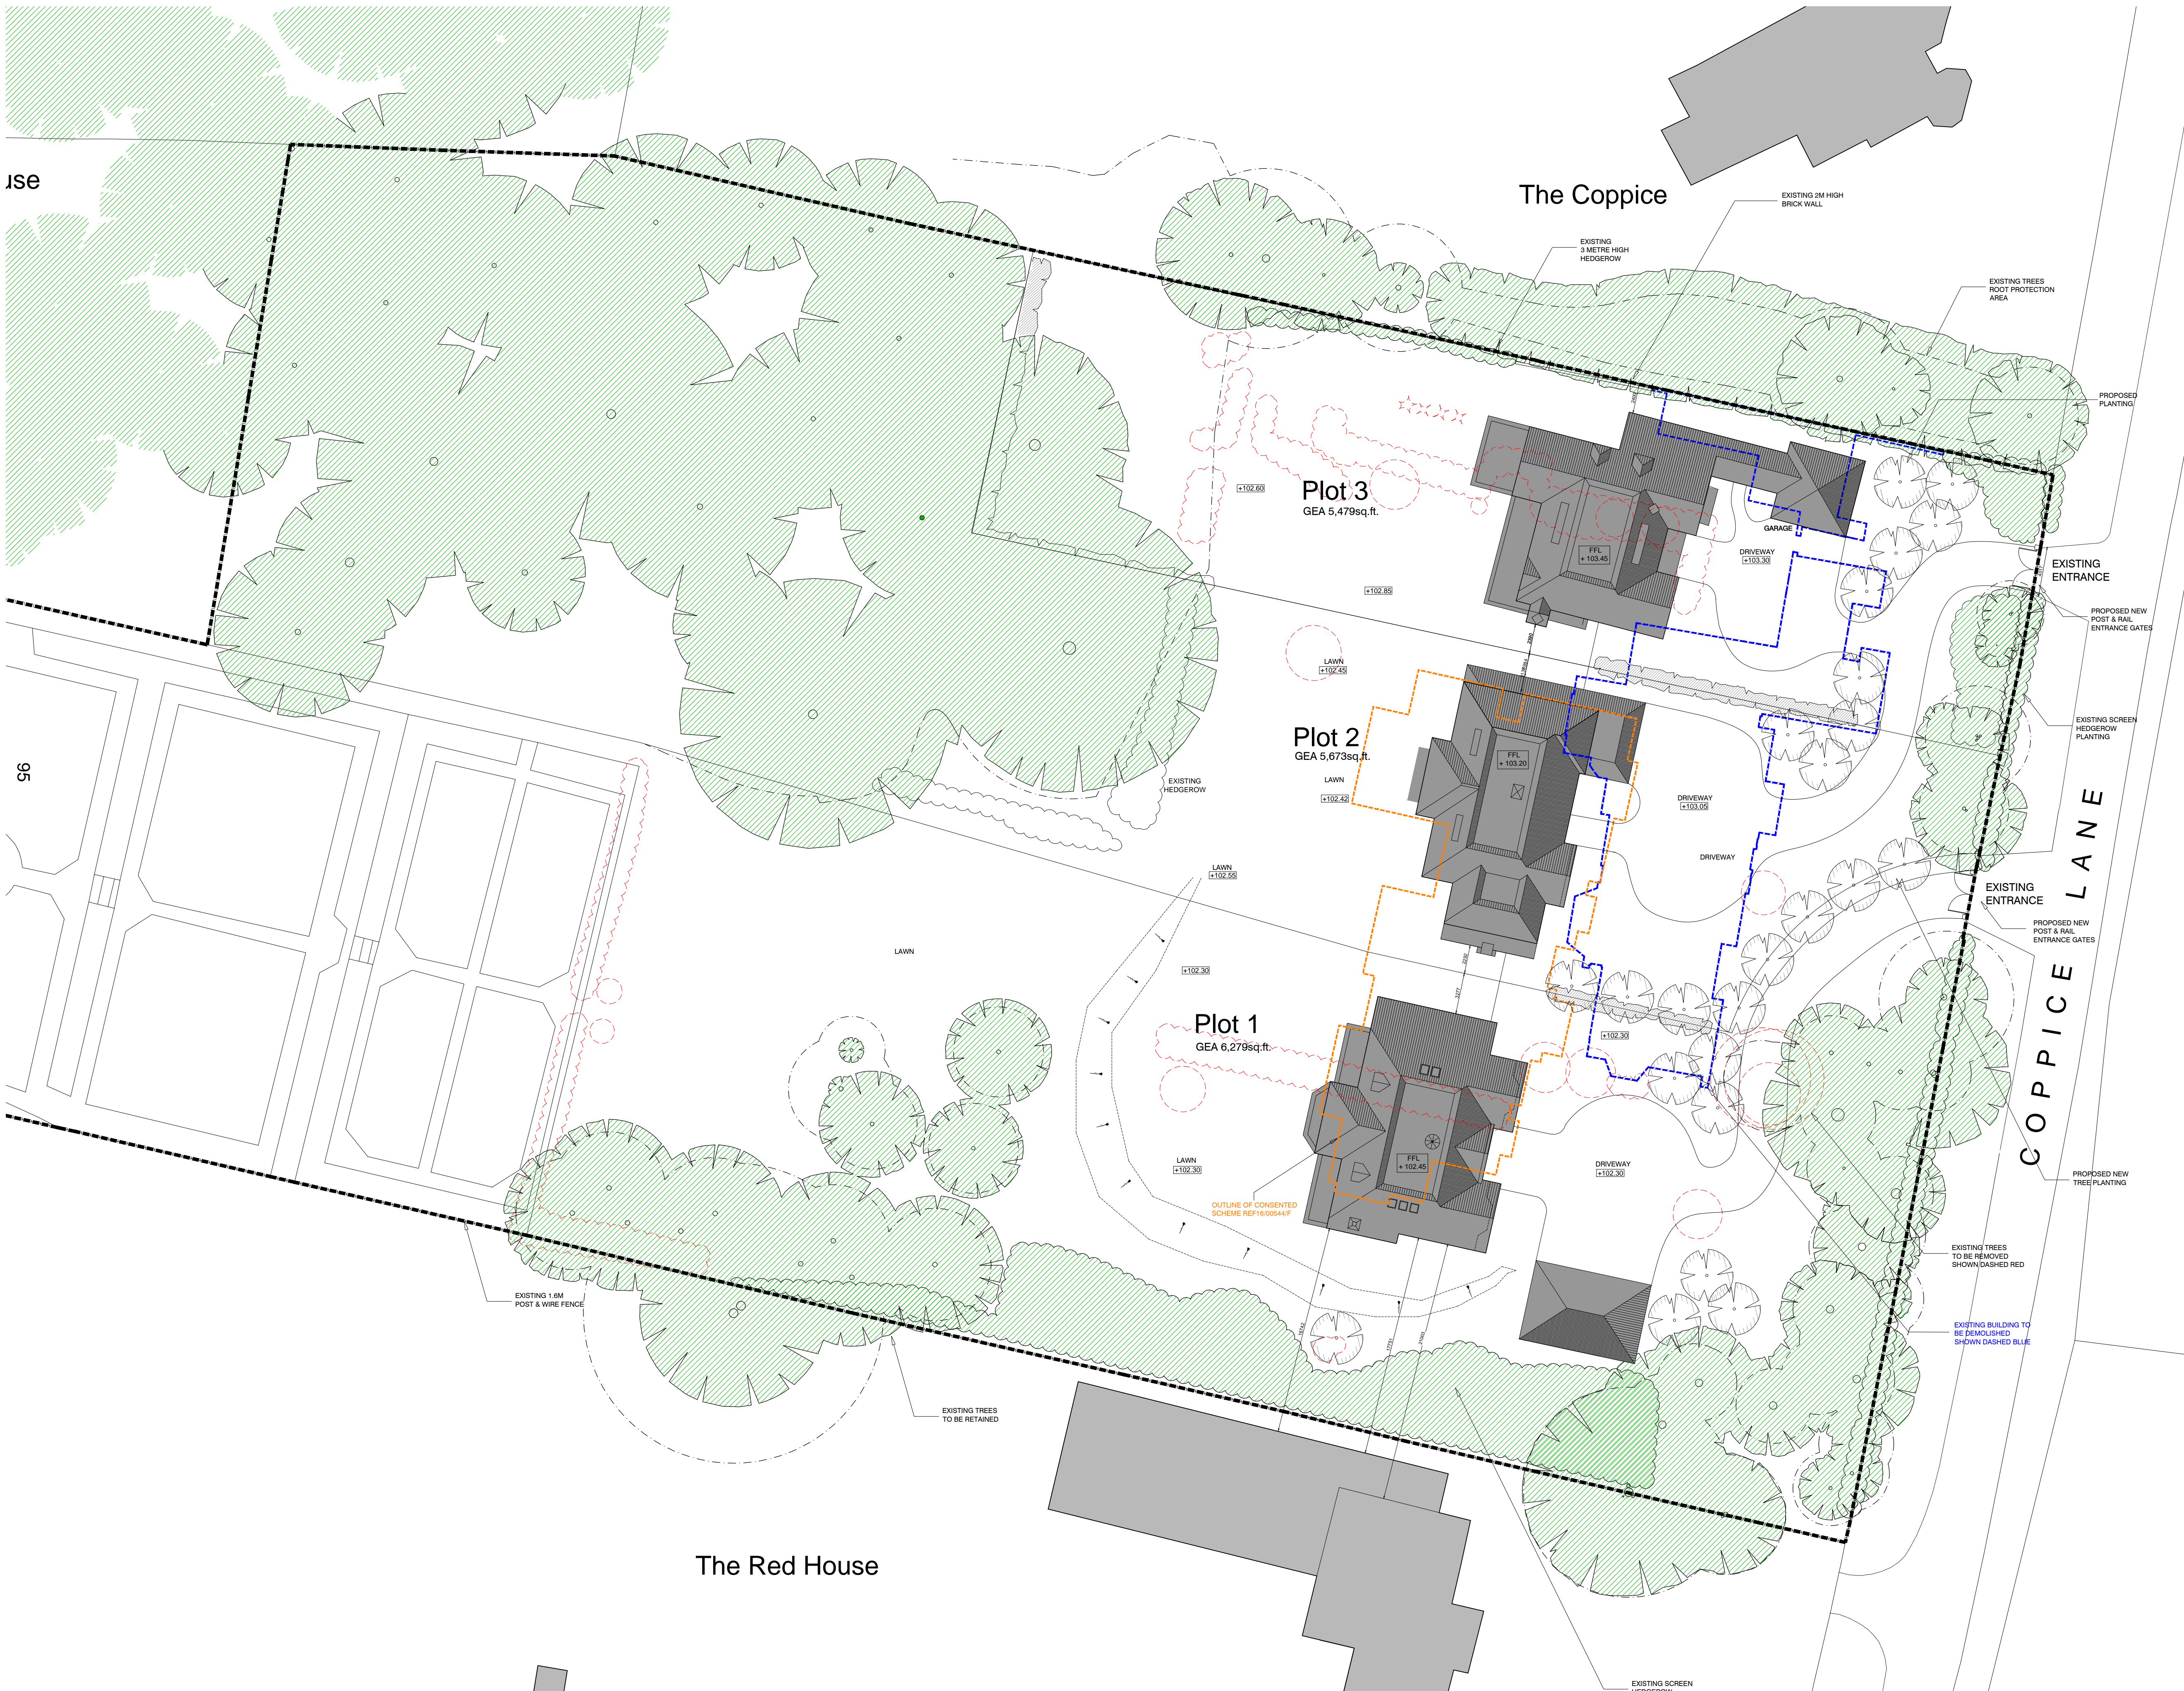 use
The Coppice
EXISTING 2M HIGH
BRICK WALL
EXISTING
3 METRE HIGH
HEDGEROW
EXISTING TREES
ROOT PROTECTION
AREA
PROPOSED
PLANTING
Plot 3
GEA 5,479sq.ft.
+102.60
FFL
+ 103.45
GARAGE
DRIVEWAY
+103.30
EXISTING
ENTRANCE
PROPOSED NEW
POST & RAIL
ENTRANCE GATES
+102.85
LAWN
+102.45
EXISTING SCREEN
HEDGEROW
PLANTING
Plot 2
GEA 5,673sq.ft.
FFL
+ 103.20
LAWN
+102.42
95
EXISTING
HEDGEROW
DRIVEWAY
+103.05
DRIVEWAY
LAWN
+102.55
EXISTING
ENTRANCE
PROPOSED NEW
POST & RAIL
ENTRANCE GATES
COPPICE LANE
LAWN
+102.30
2232
3277
Plot 1
GEA 6,279sq.ft.
+102.30
FFL
+ 102.45
LAWN
+102.30
DRIVEWAY
+102.30
PROPOSED NEW
TREE PLANTING
OUTLINE OF CONSENTED
SCHEME REF16/00544/F
EXISTING TREES
TO BE REMOVED
SHOWN DASHED RED
EXISTING 1.6M
POST & WIRE FENCE
EXISTING BUILDING TO
BE DEMOLISHED
SHOWN DASHED BLUE
EXISTING TREES
TO BE RETAINED
The Red House
EXISTING SCREEN
HEDGEROW